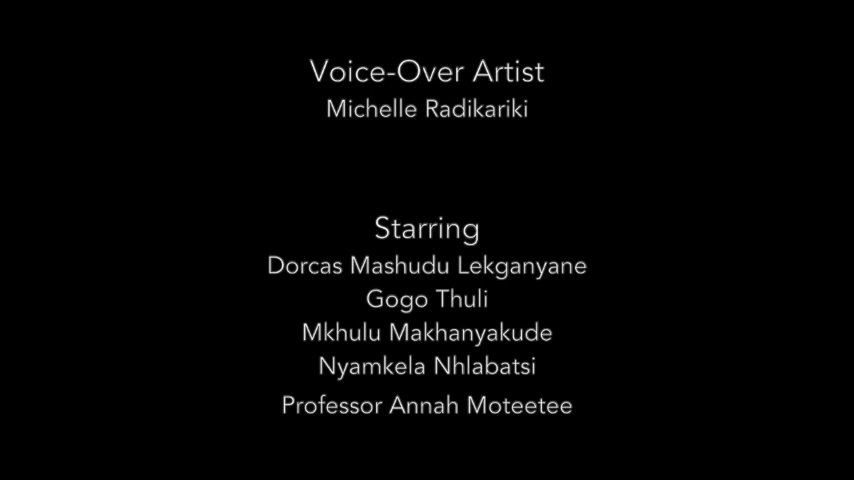 Voice-Over Artist
Michelle Radikariki
Starring
Dorcas Mashudu Lekganyane
Gogo Thuli
Mkhulu Makhanyakude
Nyamkela Nhlabatsi
Professor Annah Moteetee